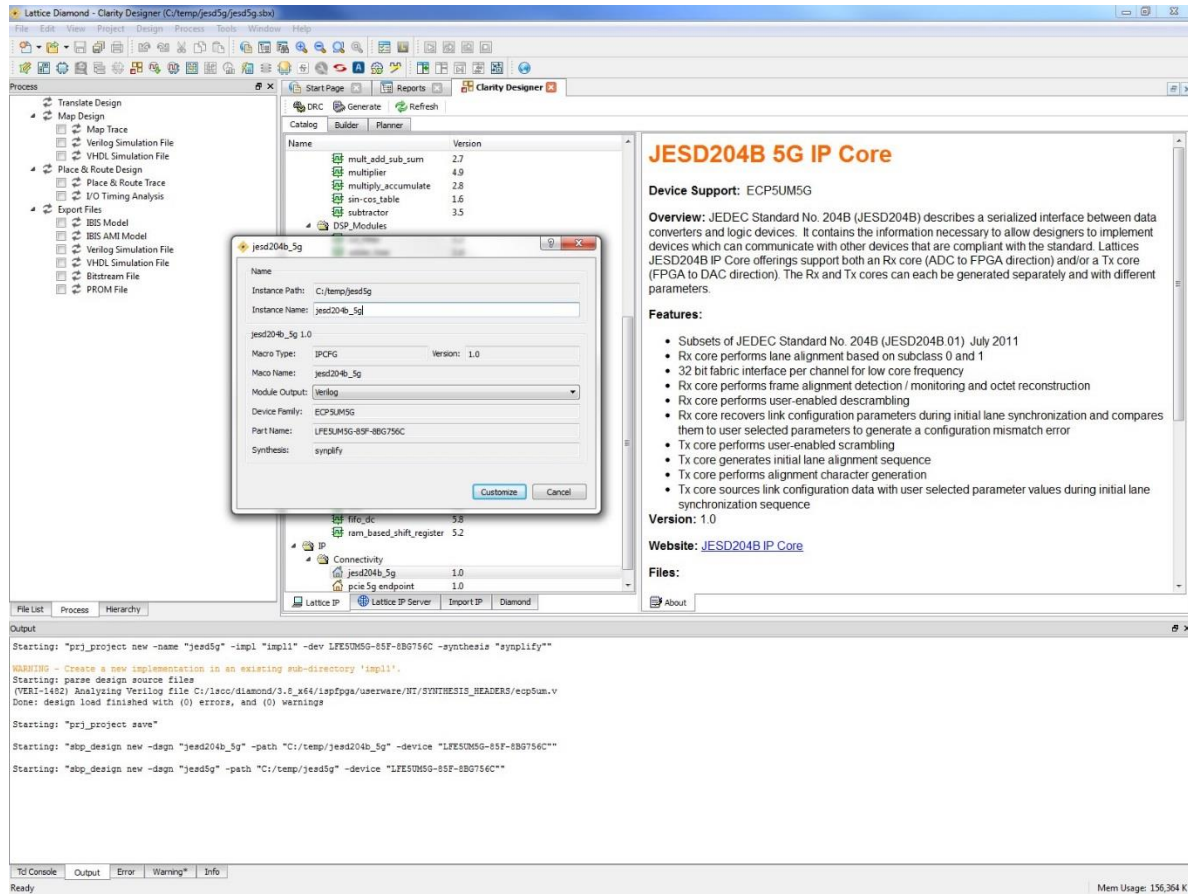 Lattice Diamond - Clarity Designer (C:/temp/jesd5g/jesd5g.sbx)
File Edit View Project Design Process Tools Window Help
Process
Start Page
Reports
Clarity Designer
Translate Design
Map Design
Map Trace
Verilog Simulation File
VHDL Simulation File
Place & Route Design
Place & Route Trace
I/O Timing Analysis
Export Files
IBIS Model
IBIS AMI Model
Verilog Simulation File
VHDL Simulation File
Bitstream File
PROM File
File List Process Hierarchy
DRC Generate Refresh
Catalog Builder Planner
Name Version
mult_add_sub_sum 2.7
multiplier 4.9
multiply_accumulate 2.8
sin-cos_table 1.6
subtractor 3.5
DSP_Modules
jesd204b_5g
Name
Instance Path: C:/temp/jesd5g
Instance Name: jesd204b_5g
jesd204b_5g 1.0
Macro Type: IPCFG Version: 1.0
Maco Name: jesd204b_5g
Module Output: Verilog
Device Family: ECP5UM5G
Part Name: LFE5UM5G-85F-8BG756C
Synthesis: synplify
Customize Cancel
fifo_dc 5.8
ram_based_shift_register 5.2
IP
Connectivity
jesd204b_5g 1.0
pcie 5g endpoint 1.0
Lattice IP Lattice IP Server Import IP Diamond
JESD204B 5G IP Core
Device Support: ECP5UM5G
Overview: JEDEC Standard No. 204B (JESD204B) describes a serialized interface between data
converters and logic devices. It contains the information necessary to allow designers to implement
devices which can communicate with other devices that are compliant with the standard. Lattices
JESD204B IP Core offerings support both an Rx core (ADC to FPGA direction) and/or a Tx core
(FPGA to DAC direction). The Rx and Tx cores can each be generated separately and with different
parameters.
Features:
• Subsets of JEDEC Standard No. 204B (JESD204B.01) July 2011
• Rx core performs lane alignment based on subclass 0 and 1
• 32 bit fabric interface per channel for low core frequency
• Rx core performs frame alignment detection / monitoring and octet reconstruction
• Rx core performs user-enabled descrambling
• Rx core recovers link configuration parameters during initial lane synchronization and compares
them to user selected parameters to generate a configuration mismatch error
• Tx core performs user-enabled scrambling
• Tx core generates initial lane alignment sequence
• Tx core performs alignment character generation
• Tx core sources link configuration data with user selected parameter values during initial lane
synchronization sequence
Version: 1.0
Website: JESD204B IP Core
Files:
About
Output
Starting: "prj_project new -name "jesd5g" -impl "impl1" -dev LFE5UM5G-85F-8BG756C -synthesis "synplify""
WARNING - Create a new implementation in an existing sub-directory 'impl1'.
Starting: parse design source files
(VERI-1482) Analyzing Verilog file C:/lscc/diamond/3.8_x64/ispfpga/userware/NT/SYNTHESIS_HEADERS/ecp5um.v
Done: design load finished with (0) errors, and (0) warnings
Starting: "prj_project save"
Starting: "sbp_design new -dsgn "jesd204b_5g" -path "C:/temp/jesd204b_5g" -device "LFE5UM5G-85F-8BG756C""
Starting: "sbp_design new -dsgn "jesd5g" -path "C:/temp/jesd5g" -device "LFE5UM5G-85F-8BG756C""
Tcl Console Output Error Warning* Info
Ready
Mem Usage: 156,364 K